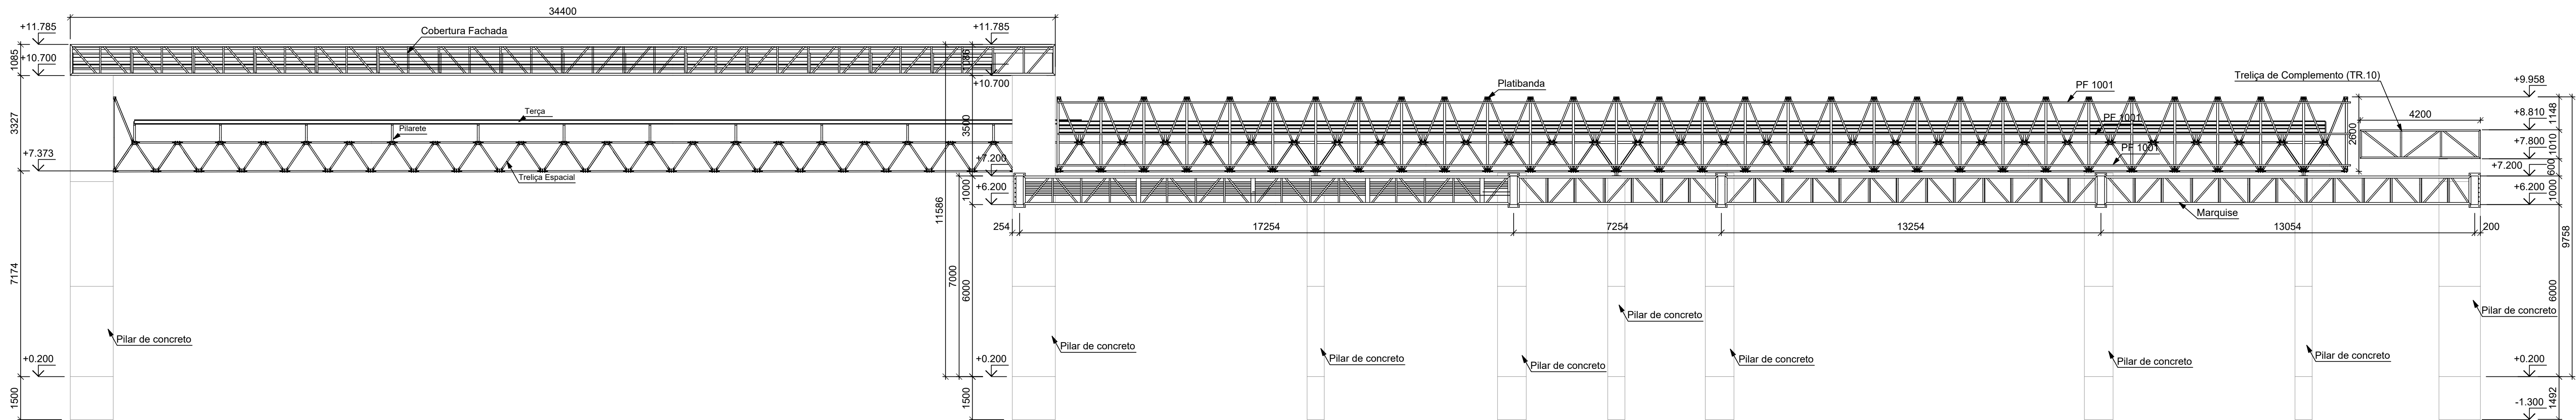 34400
+11.785
Cobertura Fachada
+10.700
1085
3327
+7.373
7174
+0.200
1500
Terça
Pilarete
Treliça Espacial
Pilar de concreto
+11.785
+10.700
3500
+7.200
1000
+6.200
11586
7000
6000
+0.200
1500
Platibanda
PF 1001
PF 1001
PF 1001
Treliça de Complemento (TR.10)
2600
4200
+9.958
+8.810
+7.800
+7.200
+6.200
1148
1010
600
1000
9758
6000
Marquise
254
17254
7254
13254
13054
200
Pilar de concreto
Pilar de concreto
Pilar de concreto
Pilar de concreto
Pilar de concreto
Pilar de concreto
Pilar de concreto
Pilar de concreto
+0.200
1492
-1.300